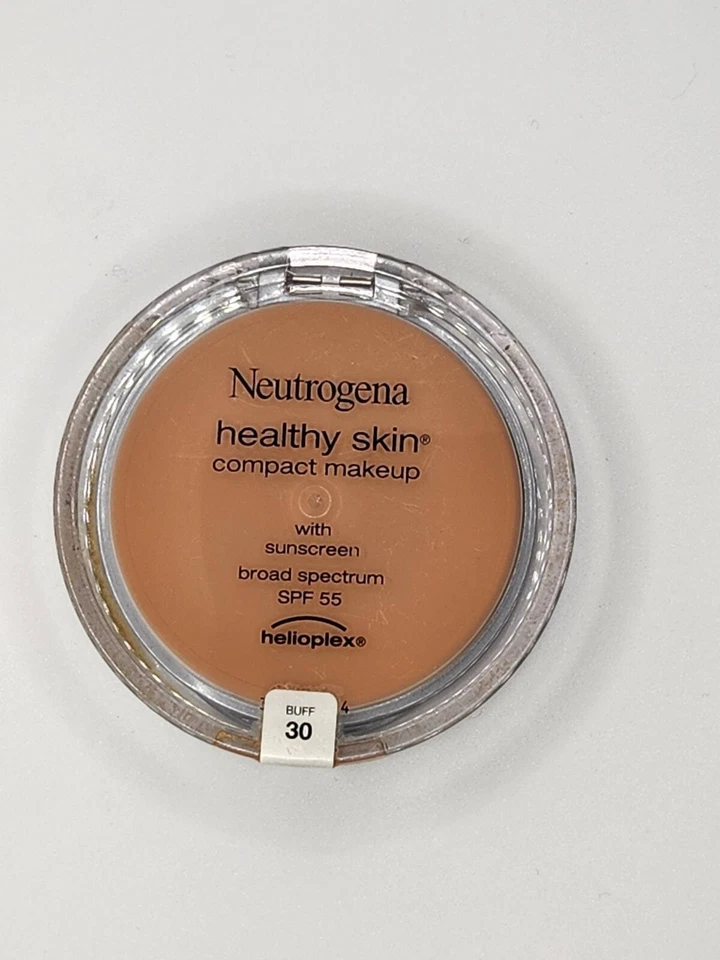 Neutrogena
healthy skin®
compact makeup
with
sunscreen
broad spectrum
SPF 55
helioplex®
BUFF
30